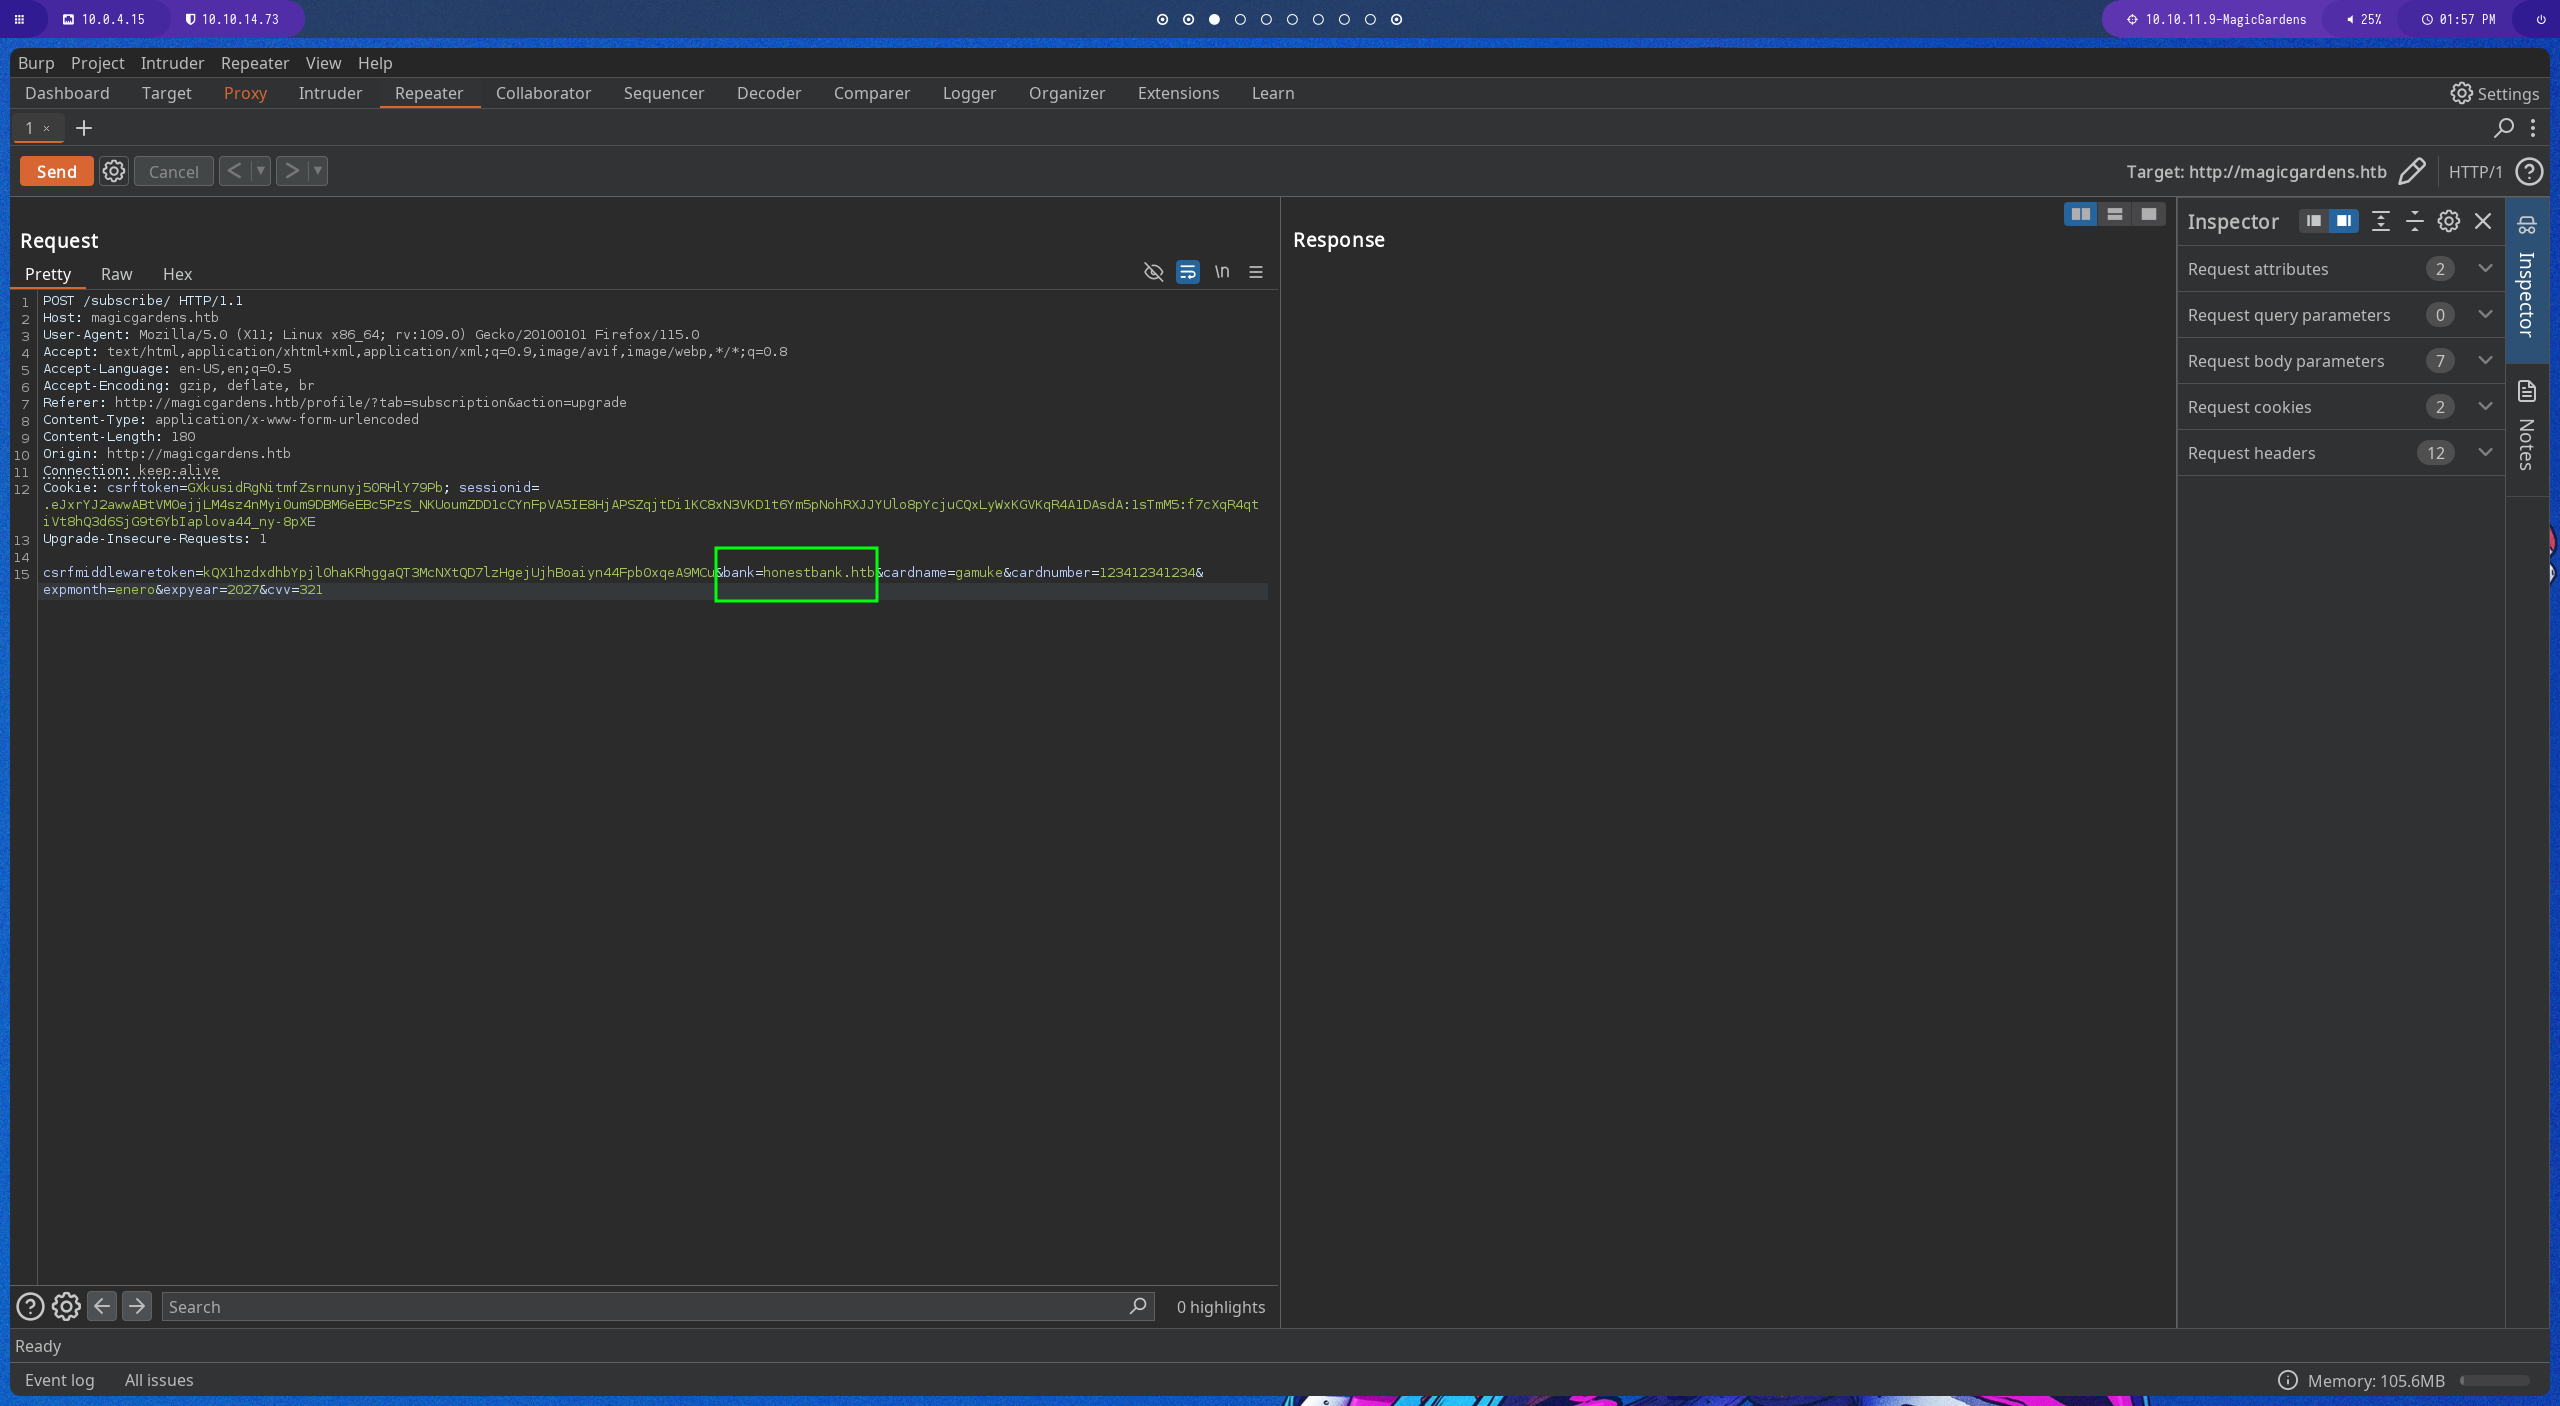 10.0.4.15 10.10.14.73 10.10.11.9-MagicGardens 25% 01:57 PM
Burp Project Intruder Repeater View Help
Dashboard Target Proxy Intruder Repeater Collaborator Sequencer Decoder Comparer Logger Organizer Extensions Learn Settings
1 × +
Send Cancel < > Target: http://magicgardens.htb HTTP/1
Request
Pretty Raw Hex \n
1 POST /subscribe/ HTTP/1.1
2 Host: magicgardens.htb
3 User-Agent: Mozilla/5.0 (X11; Linux x86_64; rv:109.0) Gecko/20100101 Firefox/115.0
4 Accept: text/html,application/xhtml+xml,application/xml;q=0.9,image/avif,image/webp,*/*;q=0.8
5 Accept-Language: en-US,en;q=0.5
6 Accept-Encoding: gzip, deflate, br
7 Referer: http://magicgardens.htb/profile/?tab=subscription&action=upgrade
8 Content-Type: application/x-www-form-urlencoded
9 Content-Length: 180
10 Origin: http://magicgardens.htb
11 Connection: keep-alive
12 Cookie: csrftoken=GXkusidRgNitmfZsrnunyj5ORHlY79Pb; sessionid=
.eJxrYJ2awwABtVM0ejjLM4sz4nMyi0um9DBM6eEBc5PzS_NKUoumZDD1cCYnFpVA5IE8HjAPSZqjtDi1KC8xN3VKD1t6Ym5pNohRXJJYUlo8pYcjuCQxLyWxKGVKqR4A1DAsdA:1sTmM5:f7cXqR4qt
iVt8hQ3d6SjG9t6YbIaplova44_ny-8pXE
13 Upgrade-Insecure-Requests: 1
14
15 csrfmiddlewaretoken=kQX1hzdxdhbYpjl0haKRhggaQT3McNXtQD7lzHgejUjhBoaiyn44Fpb0xqeA9MCu&bank=honestbank.htb&cardname=gamuke&cardnumber=123412341234&
expmonth=enero&expyear=2027&cvv=321
Search 0 highlights
Response
Inspector
Request attributes 2
Request query parameters 0
Request body parameters 7
Request cookies 2
Request headers 12
Inspector
Notes
Ready
Event log All issues Memory: 105.6MB